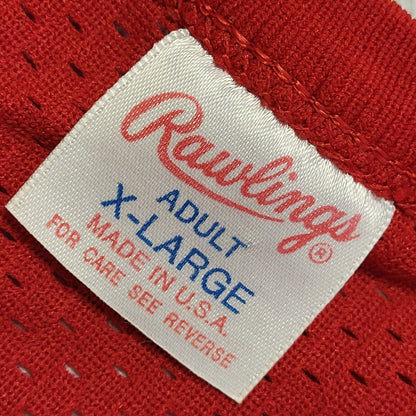 Rawlings®
ADULT
X-LARGE
MADE IN U.S.A.
FOR CARE SEE REVERSE